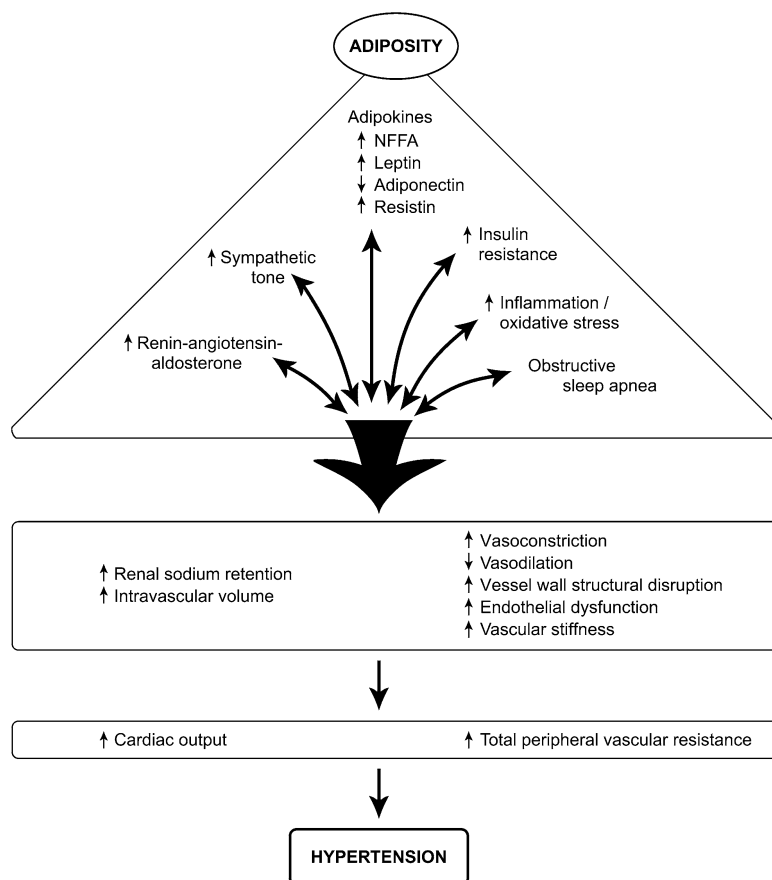 ADIPOSITY
Adipokines
↑ NFFA
↑ Leptin
↓ Adiponectin
↑ Resistin
↑ Sympathetic
tone
↑ Insulin
resistance
↑ Renin-angiotensin-
aldosterone
↑ Inflammation /
oxidative stress
Obstructive
sleep apnea
↑ Renal sodium retention
↑ Intravascular volume
↑ Vasoconstriction
↓ Vasodilation
↑ Vessel wall structural disruption
↑ Endothelial dysfunction
↑ Vascular stiffness
↑ Cardiac output
↑ Total peripheral vascular resistance
HYPERTENSION